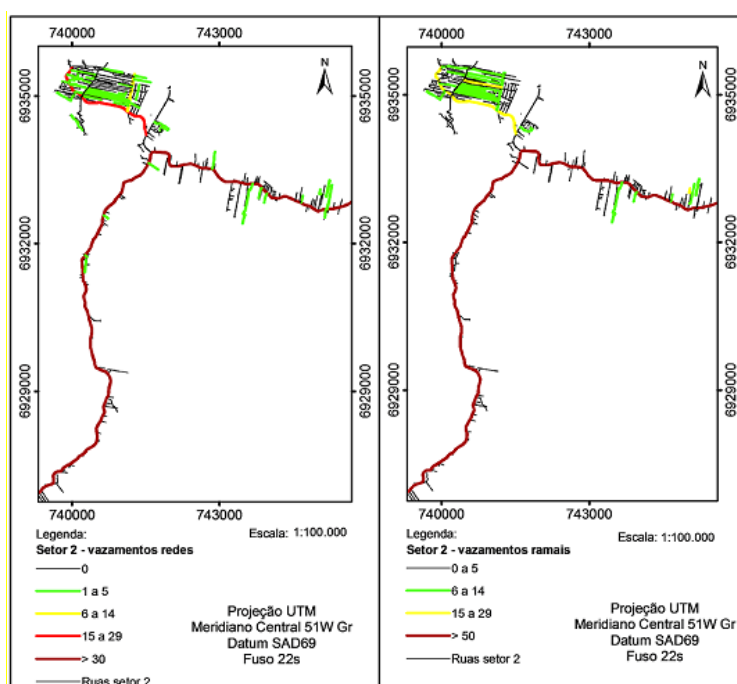 740000 743000
N
6935000
6932000
6929000
6935000
6932000
6929000
740000 743000
Legenda:
Escala: 1:100.000
Setor 2 - vazamentos redes
0
1 a 5
6 a 14
15 a 29
> 30
Ruas setor 2
Projeção UTM
Meridiano Central 51W Gr
Datum SAD69
Fuso 22s
740000 743000
N
6935000
6932000
6929000
6935000
6932000
6929000
740000 743000
Legenda:
Escala: 1:100.000
Setor 2 - vazamentos ramais
0 a 5
6 a 14
15 a 29
> 50
Ruas setor 2
Projeção UTM
Meridiano Central 51W Gr
Datum SAD69
Fuso 22s